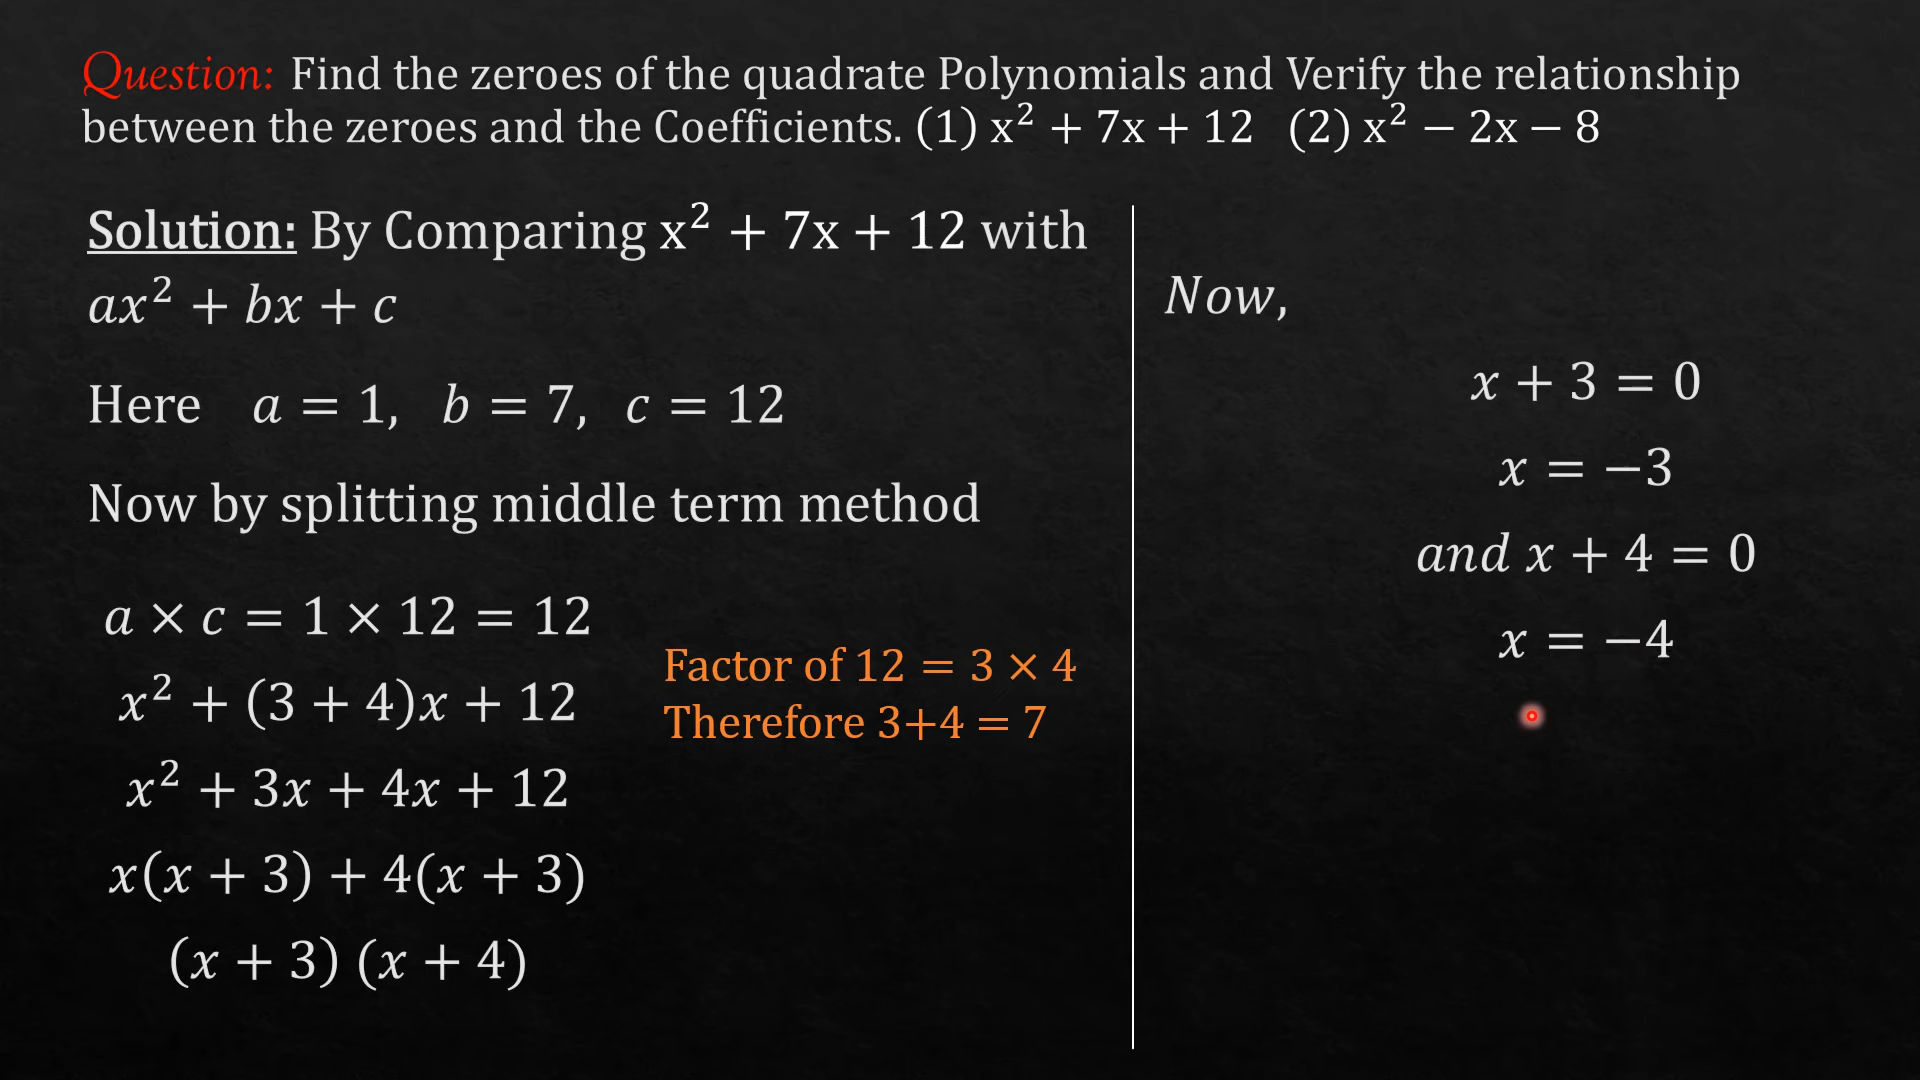 Question: Find the zeroes of the quadrate Polynomials and Verify the relationship
between the zeroes and the Coefficients. (1) x² + 7x + 12 (2) x² − 2x − 8
Solution: By Comparing x² + 7x + 12 with
ax² + bx + c
Here a = 1, b = 7, c = 12
Now by splitting middle term method
a × c = 1 × 12 = 12
x² + (3 + 4)x + 12
x² + 3x + 4x + 12
x(x + 3) + 4(x + 3)
(x + 3) (x + 4)
Factor of 12 = 3 × 4
Therefore 3+4 = 7
Now,
x + 3 = 0
x = −3
and x + 4 = 0
x = −4